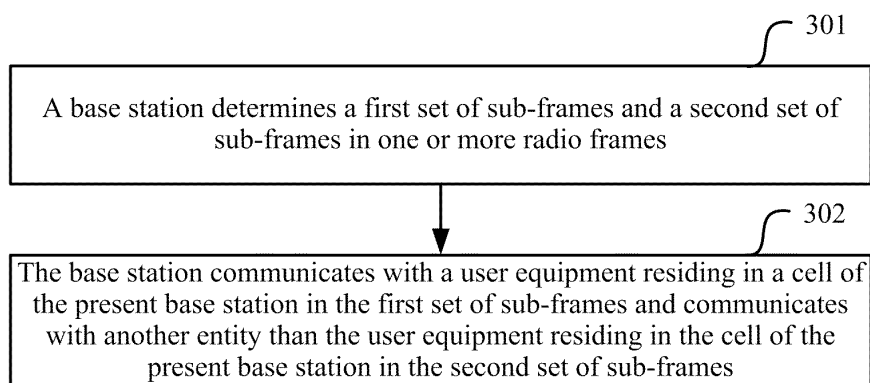 301
A base station determines a first set of sub-frames and a second set of
sub-frames in one or more radio frames
302
The base station communicates with a user equipment residing in a cell of
the present base station in the first set of sub-frames and communicates
with another entity than the user equipment residing in the cell of the
present base station in the second set of sub-frames